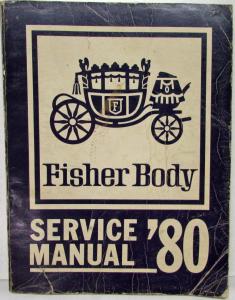 F
Fisher Body
SERVICE '80
MANUAL